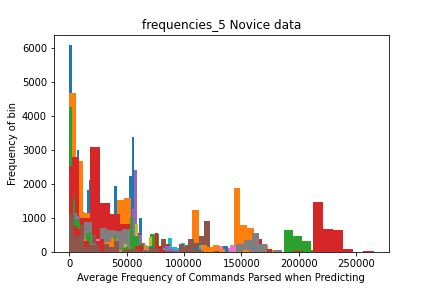 frequencies_5 Novice data
Frequency of bin
6000
5000
4000
3000
2000
1000
0
0 50000 100000 150000 200000 250000
Average Frequency of Commands Parsed when Predicting